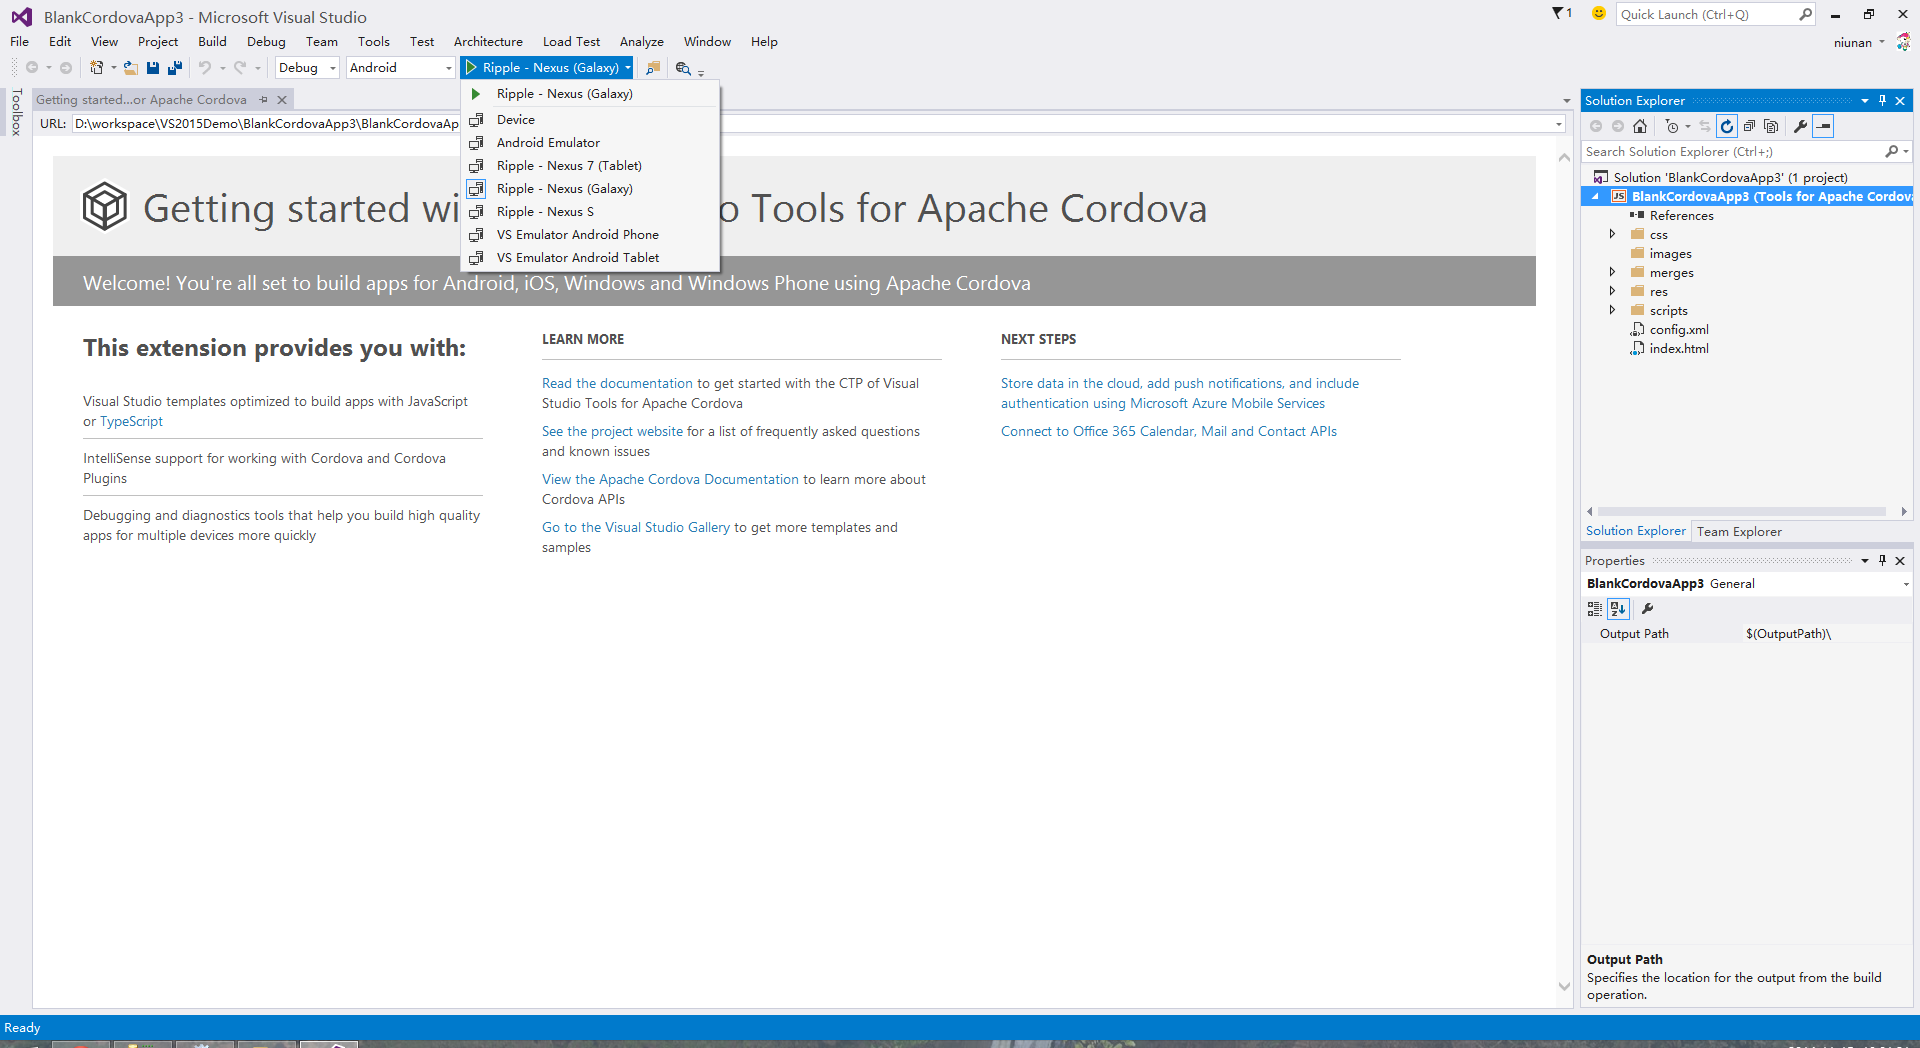 BlankCordovaApp3 - Microsoft Visual Studio
1
Quick Launch (Ctrl+Q)
File Edit View Project Build Debug Team Tools Test Architecture Load Test Analyze Window Help
niunan
Debug
Android
Ripple - Nexus (Galaxy)
Toolbox
Getting started...or Apache Cordova
URL: D:\workspace\VS2015Demo\BlankCordovaApp3\BlankCordovaAp
Ripple - Nexus (Galaxy)
Device
Android Emulator
Ripple - Nexus 7 (Tablet)
Ripple - Nexus (Galaxy)
Ripple - Nexus S
VS Emulator Android Phone
VS Emulator Android Tablet
Getting started wi o Tools for Apache Cordova
Welcome! You're all set to build apps for Android, iOS, Windows and Windows Phone using Apache Cordova
This extension provides you with:
Visual Studio templates optimized to build apps with JavaScript
or TypeScript
IntelliSense support for working with Cordova and Cordova
Plugins
Debugging and diagnostics tools that help you build high quality
apps for multiple devices more quickly
LEARN MORE
Read the documentation to get started with the CTP of Visual
Studio Tools for Apache Cordova
See the project website for a list of frequently asked questions
and known issues
View the Apache Cordova Documentation to learn more about
Cordova APIs
Go to the Visual Studio Gallery to get more templates and
samples
NEXT STEPS
Store data in the cloud, add push notifications, and include
authentication using Microsoft Azure Mobile Services
Connect to Office 365 Calendar, Mail and Contact APIs
Solution Explorer
Search Solution Explorer (Ctrl+;)
Solution 'BlankCordovaApp3' (1 project)
JS BlankCordovaApp3 (Tools for Apache Cordova
References
css
images
merges
res
scripts
config.xml
index.html
Solution Explorer Team Explorer
Properties
BlankCordovaApp3 General
Output Path $(OutputPath)\
Output Path
Specifies the location for the output from the build
operation.
Ready